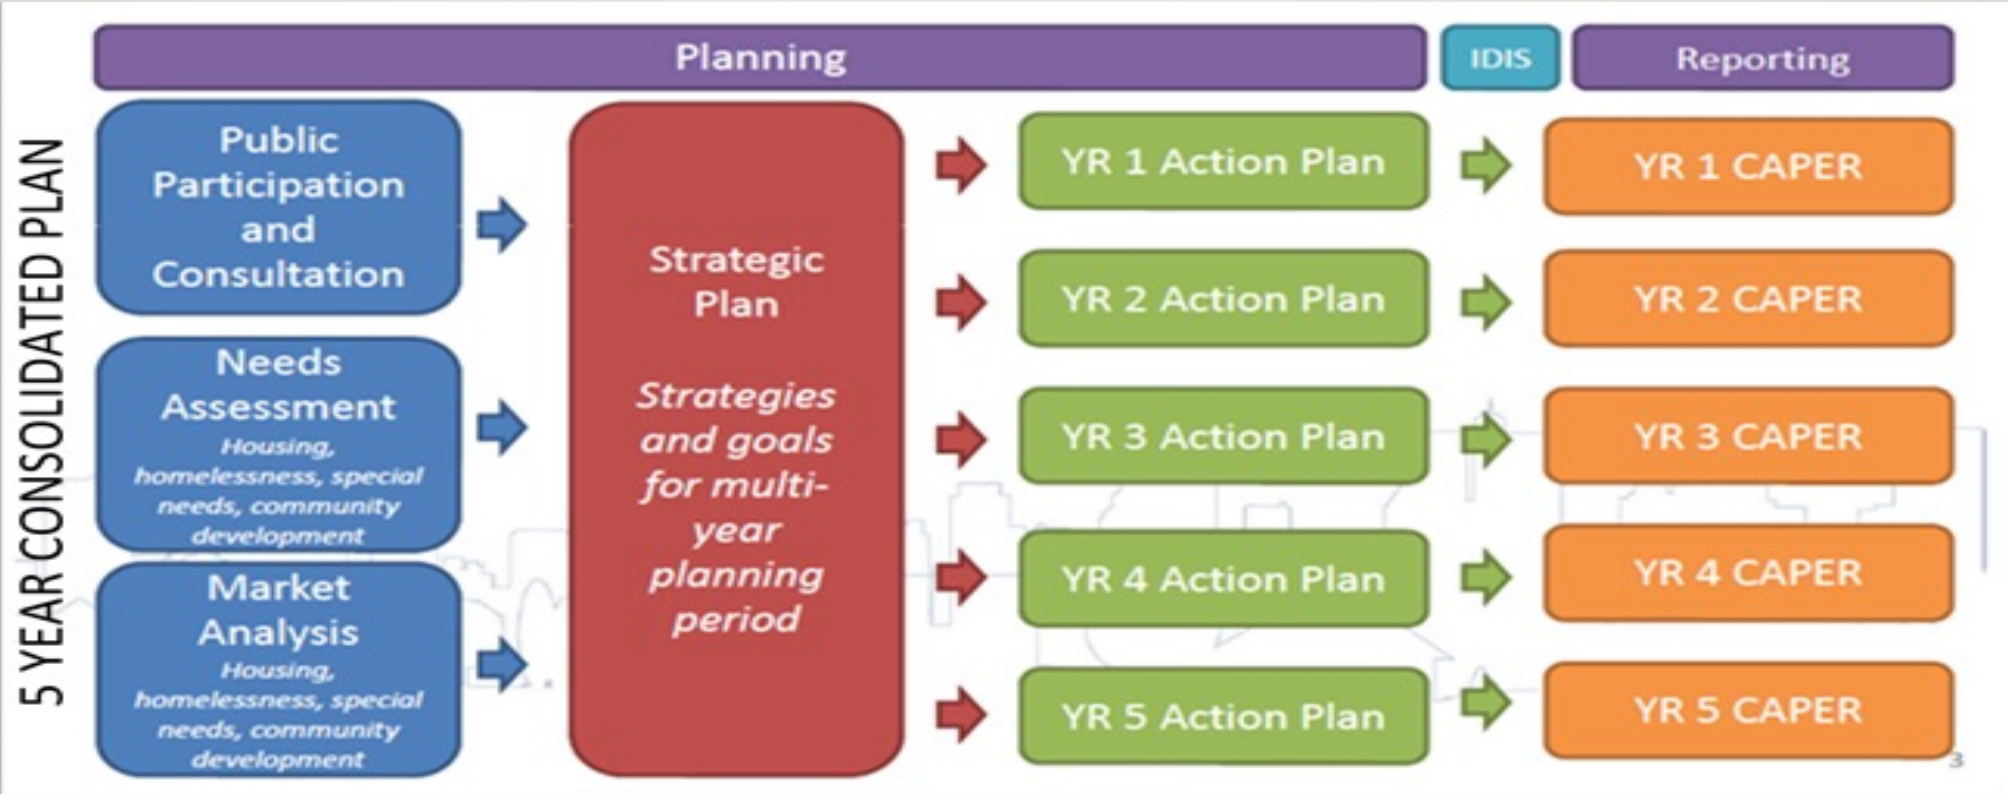 5 YEAR CONSOLIDATED PLAN
Planning
IDIS
Reporting
Public
Participation
and
Consultation
Needs
Assessment
Housing,
homelessness, special
needs, community
development
Market
Analysis
Housing,
homelessness, special
needs, community
development
Strategic
Plan
Strategies
and goals
for multi-
year
planning
period
YR 1 Action Plan
YR 1 CAPER
YR 2 Action Plan
YR 2 CAPER
YR 3 Action Plan
YR 3 CAPER
YR 4 Action Plan
YR 4 CAPER
YR 5 Action Plan
YR 5 CAPER
3